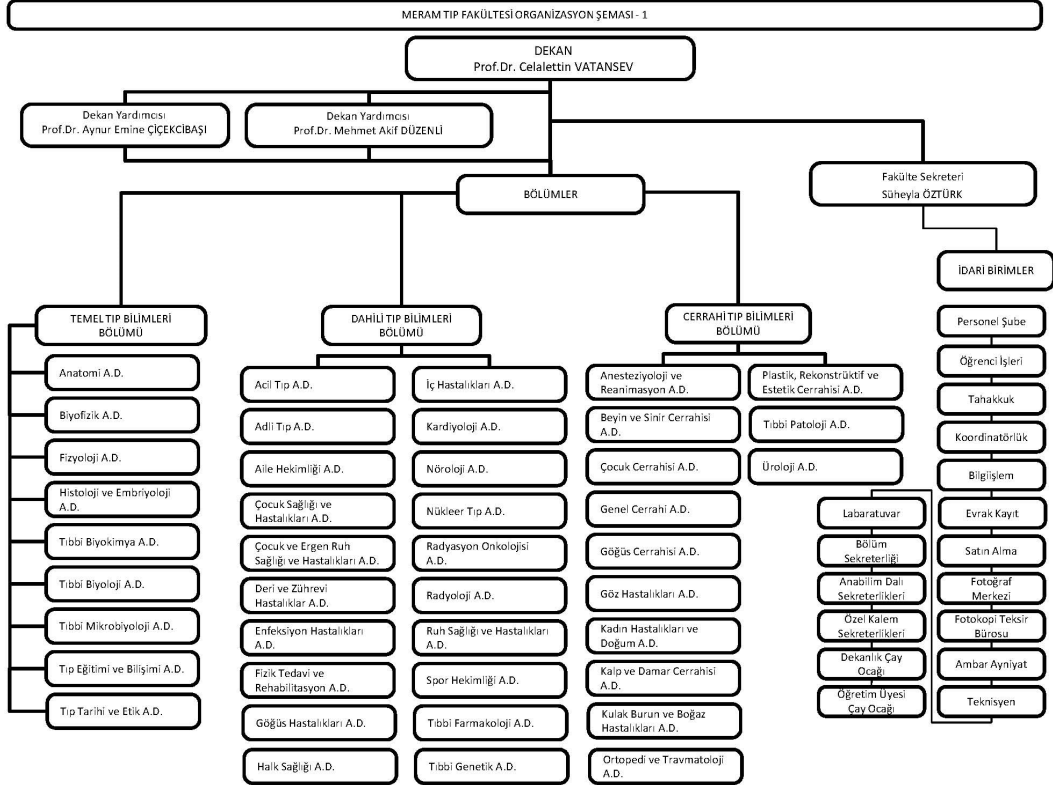 MERAM TIP FAKÜLTESİ ORGANİZASYON ŞEMASI - 1
DEKAN
Prof.Dr. Celalettin VATANSEV
Dekan Yardımcısı
Prof.Dr. Aynur Emine ÇİÇEKCİBAŞI
Dekan Yardımcısı
Prof.Dr. Mehmet Akif DÜZENLİ
Fakülte Sekreteri
Süheyla ÖZTÜRK
BÖLÜMLER
İDARİ BİRİMLER
TEMEL TIP BİLİMLERİ
BÖLÜMÜ
Anatomi A.D.
Biyofizik A.D.
Fizyoloji A.D.
Histoloji ve Embriyoloji
A.D.
Tıbbi Biyokimya A.D.
Tıbbi Biyoloji A.D.
Tıbbi Mikrobiyoloji A.D.
Tıp Eğitimi ve Bilişimi A.D.
Tıp Tarihi ve Etik A.D.
DAHİLİ TIP BİLİMLERİ
BÖLÜMÜ
Acil Tıp A.D.
Adli Tıp A.D.
Aile Hekimliği A.D.
Çocuk Sağlığı ve
Hastalıkları A.D.
Çocuk ve Ergen Ruh
Sağlığı ve Hastalıkları A.D.
Deri ve Zührevi
Hastalıklar A.D.
Enfeksiyon Hastalıkları
A.D.
Fizik Tedavi ve
Rehabilitasyon A.D.
Göğüs Hastalıkları A.D.
Halk Sağlığı A.D.
İç Hastalıkları A.D.
Kardiyoloji A.D.
Nöroloji A.D.
Nükleer Tıp A.D.
Radyasyon Onkolojisi
A.D.
Radyoloji A.D.
Ruh Sağlığı ve Hastalıkları
A.D.
Spor Hekimliği A.D.
Tıbbi Farmakoloji A.D.
Tıbbi Genetik A.D.
CERRAHİ TIP BİLİMLERİ
BÖLÜMÜ
Anesteziyoloji ve
Reanimasyon A.D.
Beyin ve Sinir Cerrahisi
A.D.
Çocuk Cerrahisi A.D.
Genel Cerrahi A.D.
Göğüs Cerrahisi A.D.
Göz Hastalıkları A.D.
Kadın Hastalıkları ve
Doğum A.D.
Kalp ve Damar Cerrahisi
A.D.
Kulak Burun ve Boğaz
Hastalıkları A.D.
Ortopedi ve Travmatoloji
A.D.
Plastik, Rekonstrüktif ve
Estetik Cerrahisi A.D.
Tıbbi Patoloji A.D.
Üroloji A.D.
Personel Şube
Öğrenci İşleri
Tahakkuk
Koordinatörlük
Bilgiişlem
Evrak Kayıt
Satın Alma
Fotoğraf
Merkezi
Fotokopi Teksir
Bürosu
Ambar Ayniyat
Teknisyen
Labaratuvar
Bölüm
Sekreterliği
Anabilim Dalı
Sekreterlikleri
Özel Kalem
Sekreterlikleri
Dekanlık Çay
Ocağı
Öğretim Üyesi
Çay Ocağı